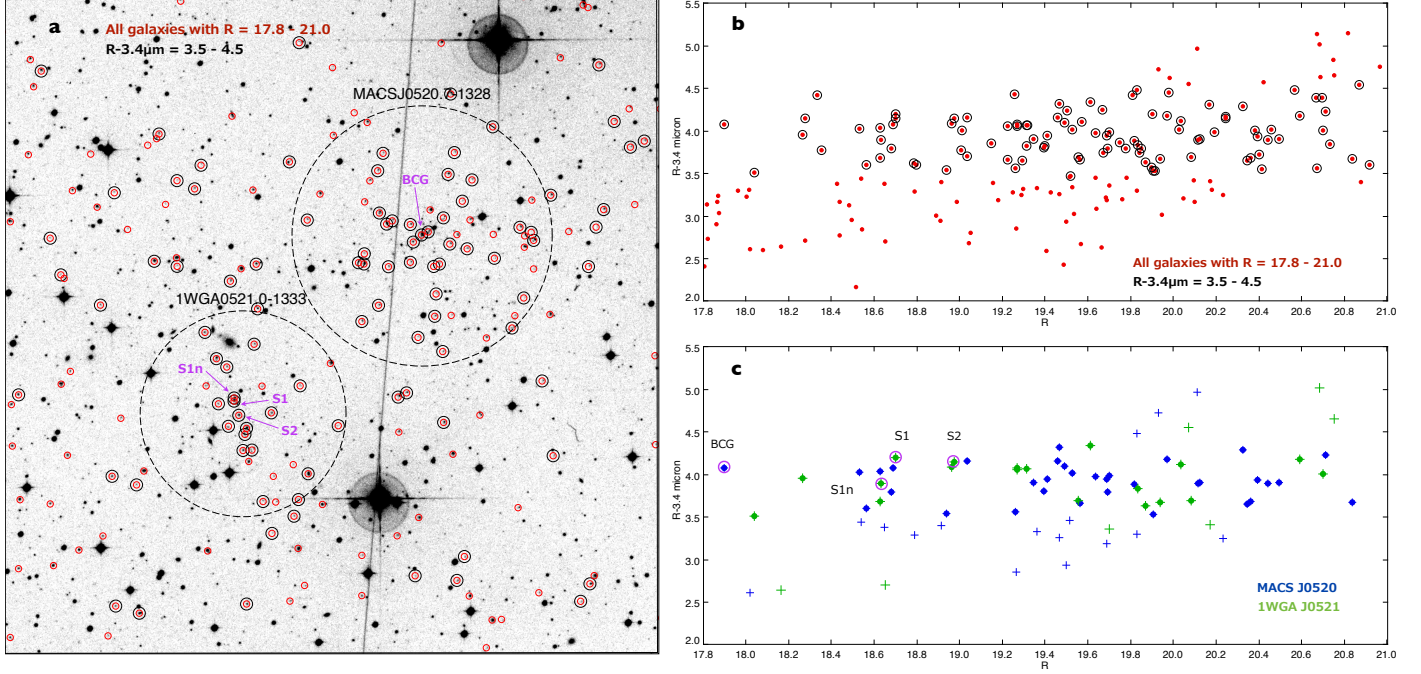 a
All galaxies with R = 17.8 - 21.0
R-3.4μm = 3.5 - 4.5
MACSJ0520.7-1328
BCG
1WGA0521.0-1333
S1n
S1
S2
b
5.5
5.0
4.5
4.0
3.5
3.0
2.5
2.0
R-3.4 micron
All galaxies with R = 17.8 - 21.0
R-3.4μm = 3.5 - 4.5
17.8 18.0 18.2 18.4 18.6 18.8 19.0 19.2 19.4 19.6 19.8 20.0 20.2 20.4 20.6 20.8 21.0
R
c
5.5
5.0
4.5
4.0
3.5
3.0
2.5
2.0
R-3.4 micron
BCG
S1
S2
S1n
MACS J0520
1WGA J0521
17.8 18.0 18.2 18.4 18.6 18.8 19.0 19.2 19.4 19.6 19.8 20.0 20.2 20.4 20.6 20.8 21.0
R